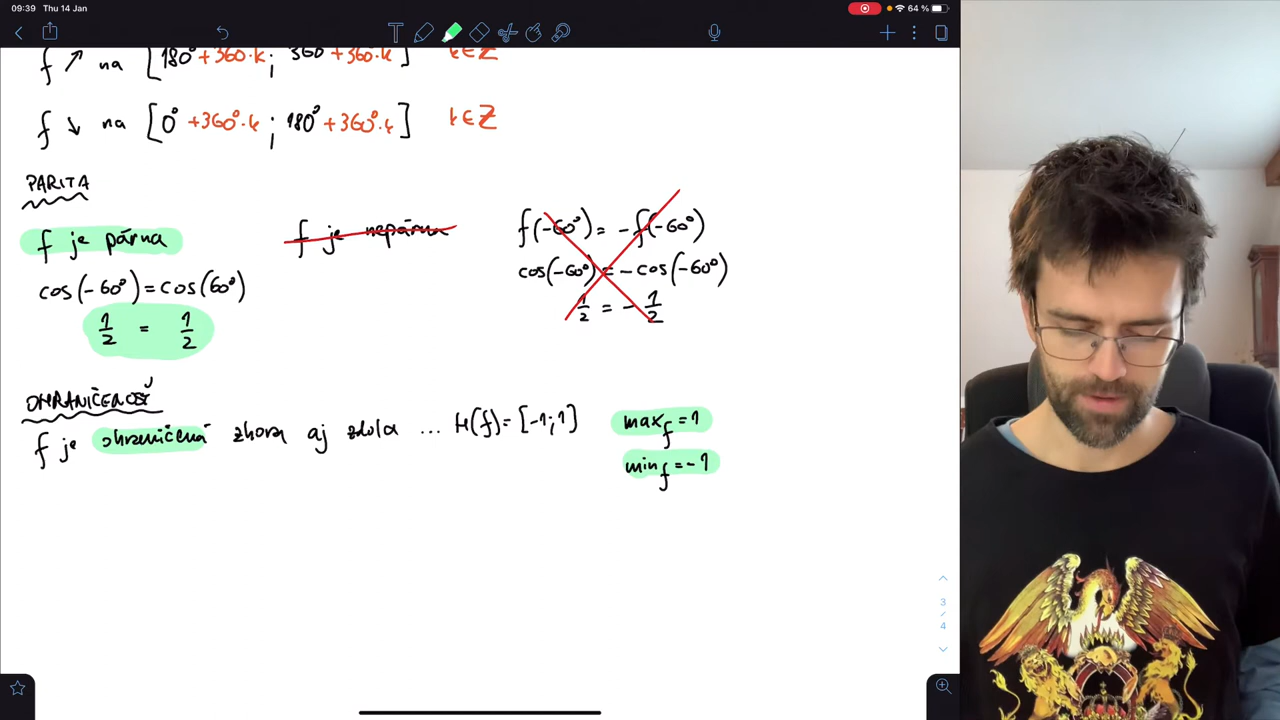 09:39 Thu 14 Jan
64 %
f ↗ na [180° +360°·k ; 360° +360°·k] k∈Z
f ↘ na [0° +360°·k ; 180° +360°·k] k∈Z
PARITA
f je párna
f je nepárna
cos(-60°)=cos(60°)
1/2 = 1/2
f(-60°) = -f(-60°)
cos(-60°) = -cos(-60°)
1/2 = -1/2
OHRANIČENOSŤ
f je ohraničená zhora aj zdola ... H(f)=[-1;1]
max f = 1
min f = -1
3
/
4